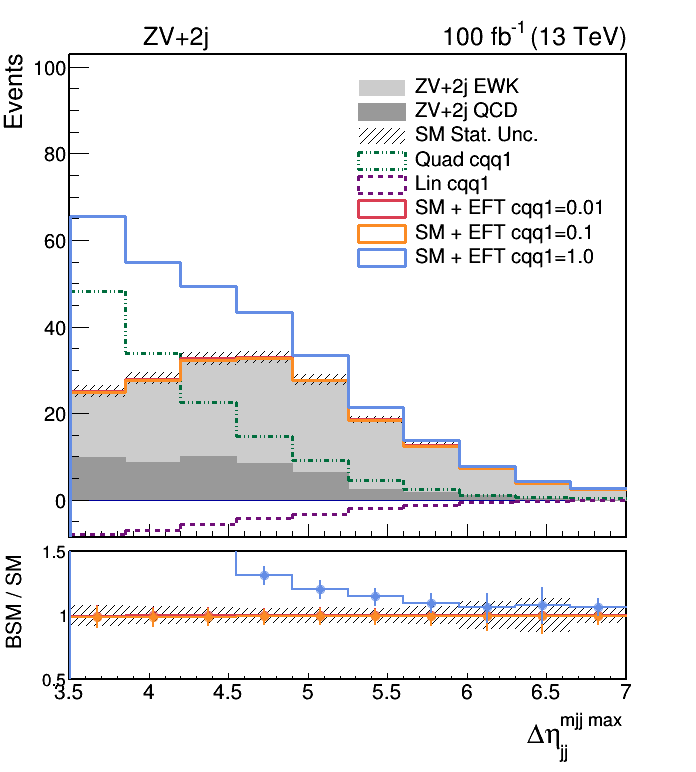 ZV+2j 100 fb-1 (13 TeV)
Events
100
80
60
40
20
0
ZV+2j EWK
ZV+2j QCD
SM Stat. Unc.
Quad cqq1
Lin cqq1
SM + EFT cqq1=0.01
SM + EFT cqq1=0.1
SM + EFT cqq1=1.0
BSM / SM
1.5
1
0.5
3.5 4 4.5 5 5.5 6 6.5 7
Δη jj mjj max